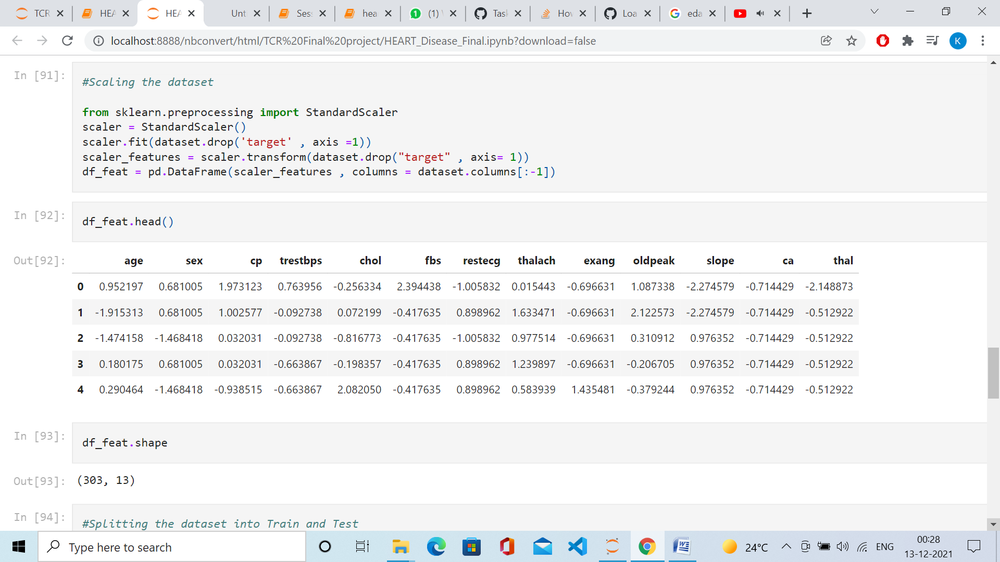 TCR
HEA
HEA
Unt
Ses
hea
(1)
Tas
Hov
Loa
eda
localhost:8888/nbconvert/html/TCR%20Final%20project/HEART_Disease_Final.ipynb?download=false
K
In [91]:
#Scaling the dataset
from sklearn.preprocessing import StandardScaler
scaler = StandardScaler()
scaler.fit(dataset.drop('target' , axis =1))
scaler_features = scaler.transform(dataset.drop("target" , axis= 1))
df_feat = pd.DataFrame(scaler_features , columns = dataset.columns[:-1])
In [92]:
df_feat.head()
Out[92]:
age sex cp trestbps chol fbs restecg thalach exang oldpeak slope ca thal
0 0.952197 0.681005 1.973123 0.763956 -0.256334 2.394438 -1.005832 0.015443 -0.696631 1.087338 -2.274579 -0.714429 -2.148873
1 -1.915313 0.681005 1.002577 -0.092738 0.072199 -0.417635 0.898962 1.633471 -0.696631 2.122573 -2.274579 -0.714429 -0.512922
2 -1.474158 -1.468418 0.032031 -0.092738 -0.816773 -0.417635 -1.005832 0.977514 -0.696631 0.310912 0.976352 -0.714429 -0.512922
3 0.180175 0.681005 0.032031 -0.663867 -0.198357 -0.417635 0.898962 1.239897 -0.696631 -0.206705 0.976352 -0.714429 -0.512922
4 0.290464 -1.468418 -0.938515 -0.663867 2.082050 -0.417635 0.898962 0.583939 1.435481 -0.379244 0.976352 -0.714429 -0.512922
In [93]:
df_feat.shape
Out[93]:
(303, 13)
In [94]:
#Splitting the dataset into Train and Test
Type here to search
24°C
ENG
00:28
13-12-2021